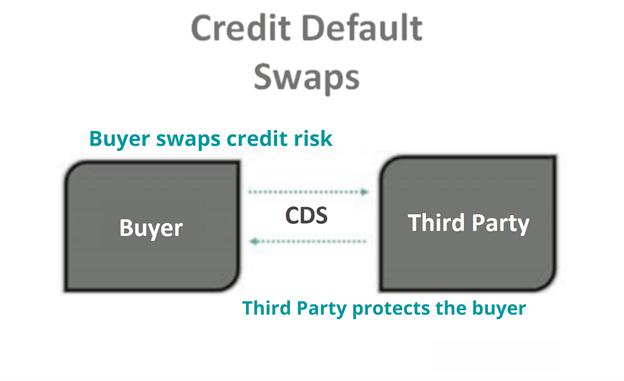 Credit Default
Swaps
Buyer swaps credit risk
Buyer
CDS
Third Party
Third Party protects the buyer